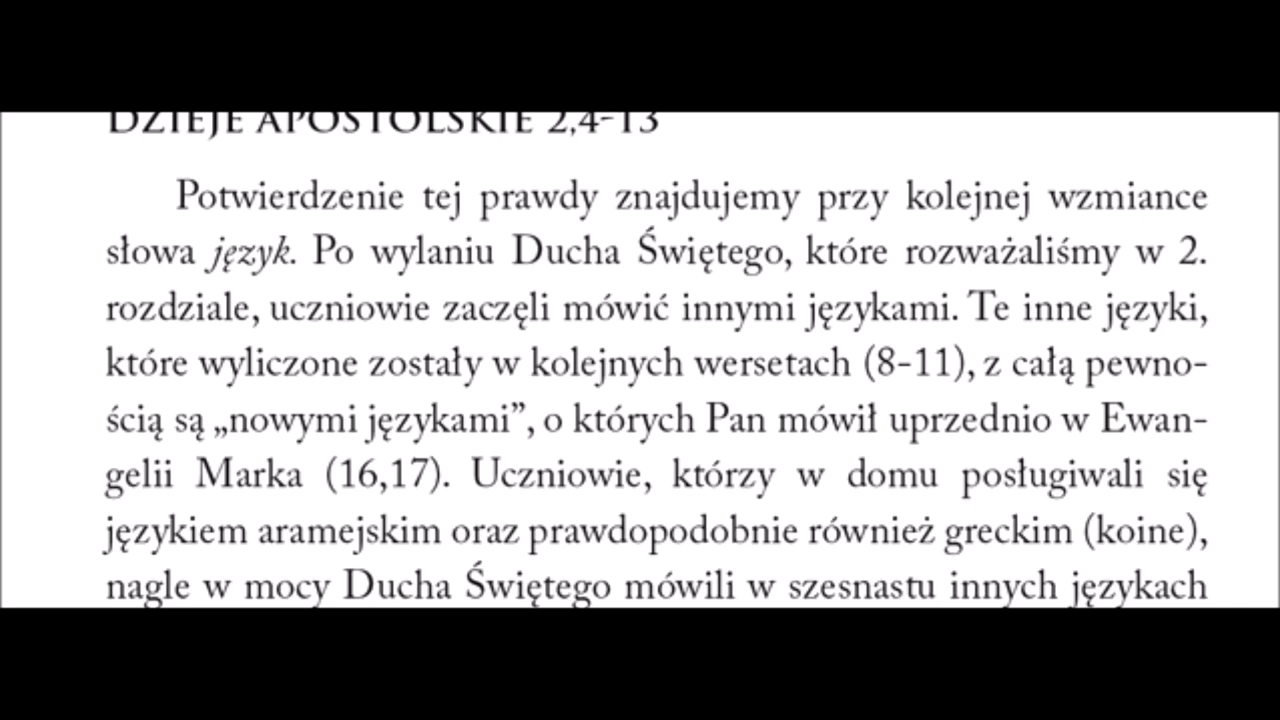 DZIEJE APOSTOLSKIE 2,4-13
Potwierdzenie tej prawdy znajdujemy przy kolejnej wzmiance
słowa język. Po wylaniu Ducha Świętego, które rozważaliśmy w 2.
rozdziale, uczniowie zaczęli mówić innymi językami. Te inne języki,
które wyliczone zostały w kolejnych wersetach (8-11), z całą pewno-
ścią są „nowymi językami”, o których Pan mówił uprzednio w Ewan-
gelii Marka (16,17). Uczniowie, którzy w domu posługiwali się
językiem aramejskim oraz prawdopodobnie również greckim (koine),
nagle w mocy Ducha Świętego mówili w szesnastu innych językach